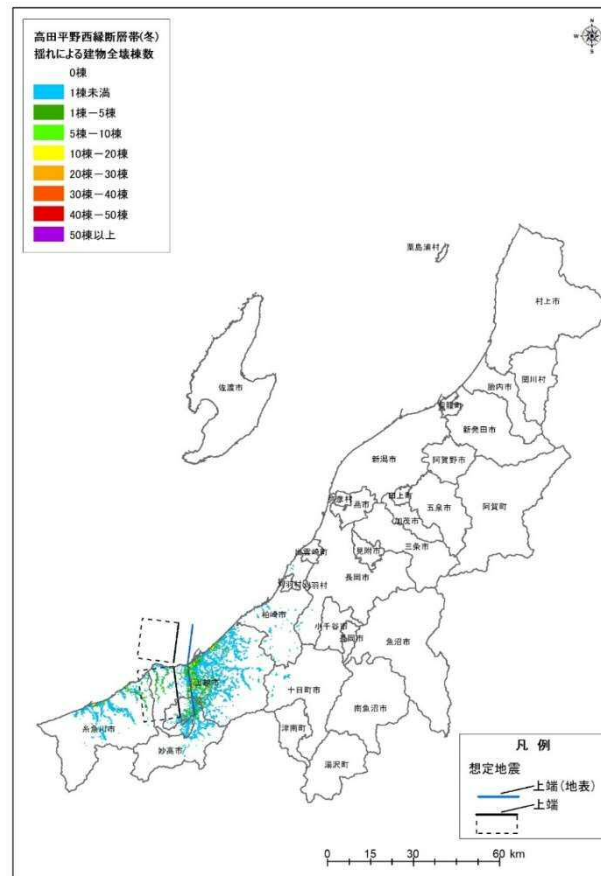 高田平野西縁断層帯(冬)
揺れによる建物全壊棟数
0棟
1棟未満
1棟－5棟
5棟－10棟
10棟－20棟
20棟－30棟
30棟－40棟
40棟－50棟
50棟以上
N
W
E
S
粟島浦村
村上市
関川村
胎内市
佐渡市
新発田市
新潟市
阿賀野市
田上町
五泉市
阿賀町
加茂市
三条市
見附市
長岡市
刈羽村
柏崎市
小千谷市
長岡市
魚沼市
上越市
十日町市
南魚沼市
糸魚川市
津南町
妙高市
湯沢町
凡 例
想定地震
上端(地表)
上端
0 15 30 45 60 km